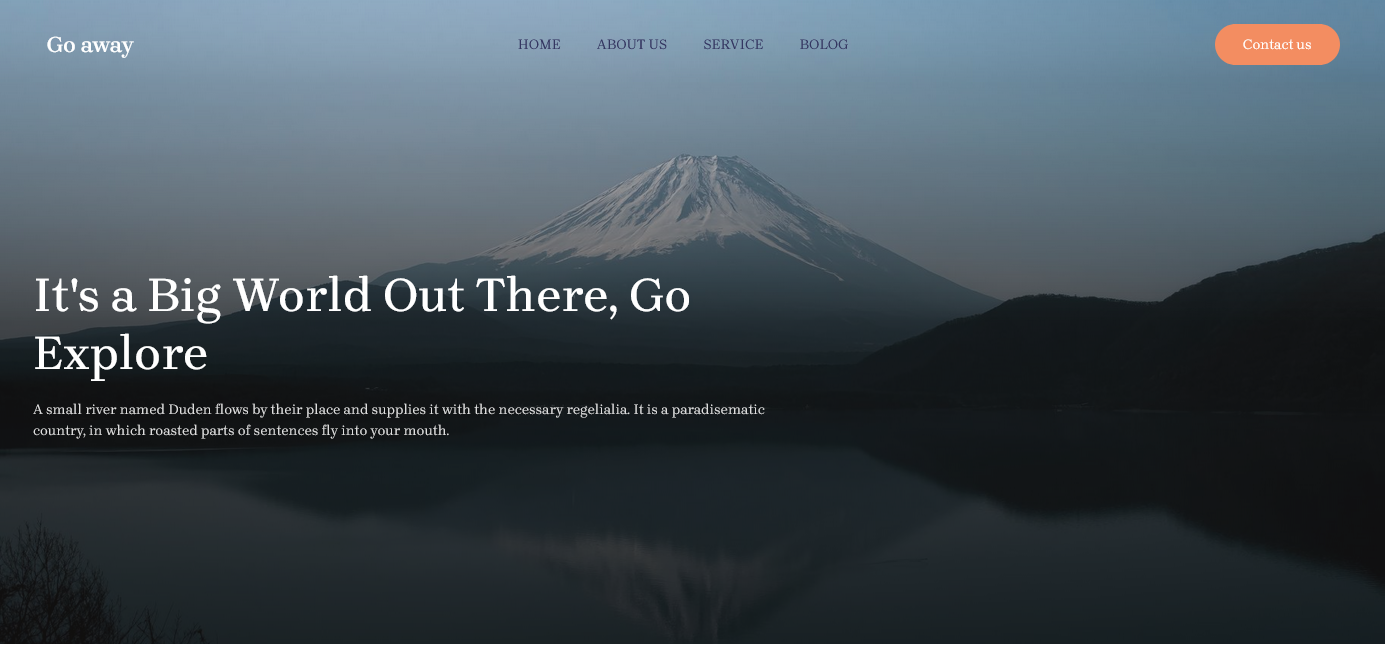 Go away
HOME
ABOUT US
SERVICE
BOLOG
Contact us
It's a Big World Out There, Go
Explore
A small river named Duden flows by their place and supplies it with the necessary regelialia. It is a paradisematic
country, in which roasted parts of sentences fly into your mouth.